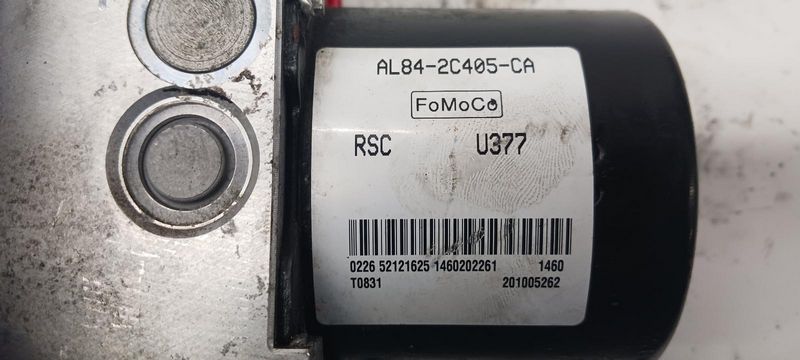 AL84-2C405-CA
FoMoCo
RSC U377
0226 52121625 1460202261 1460
T0831 201005262